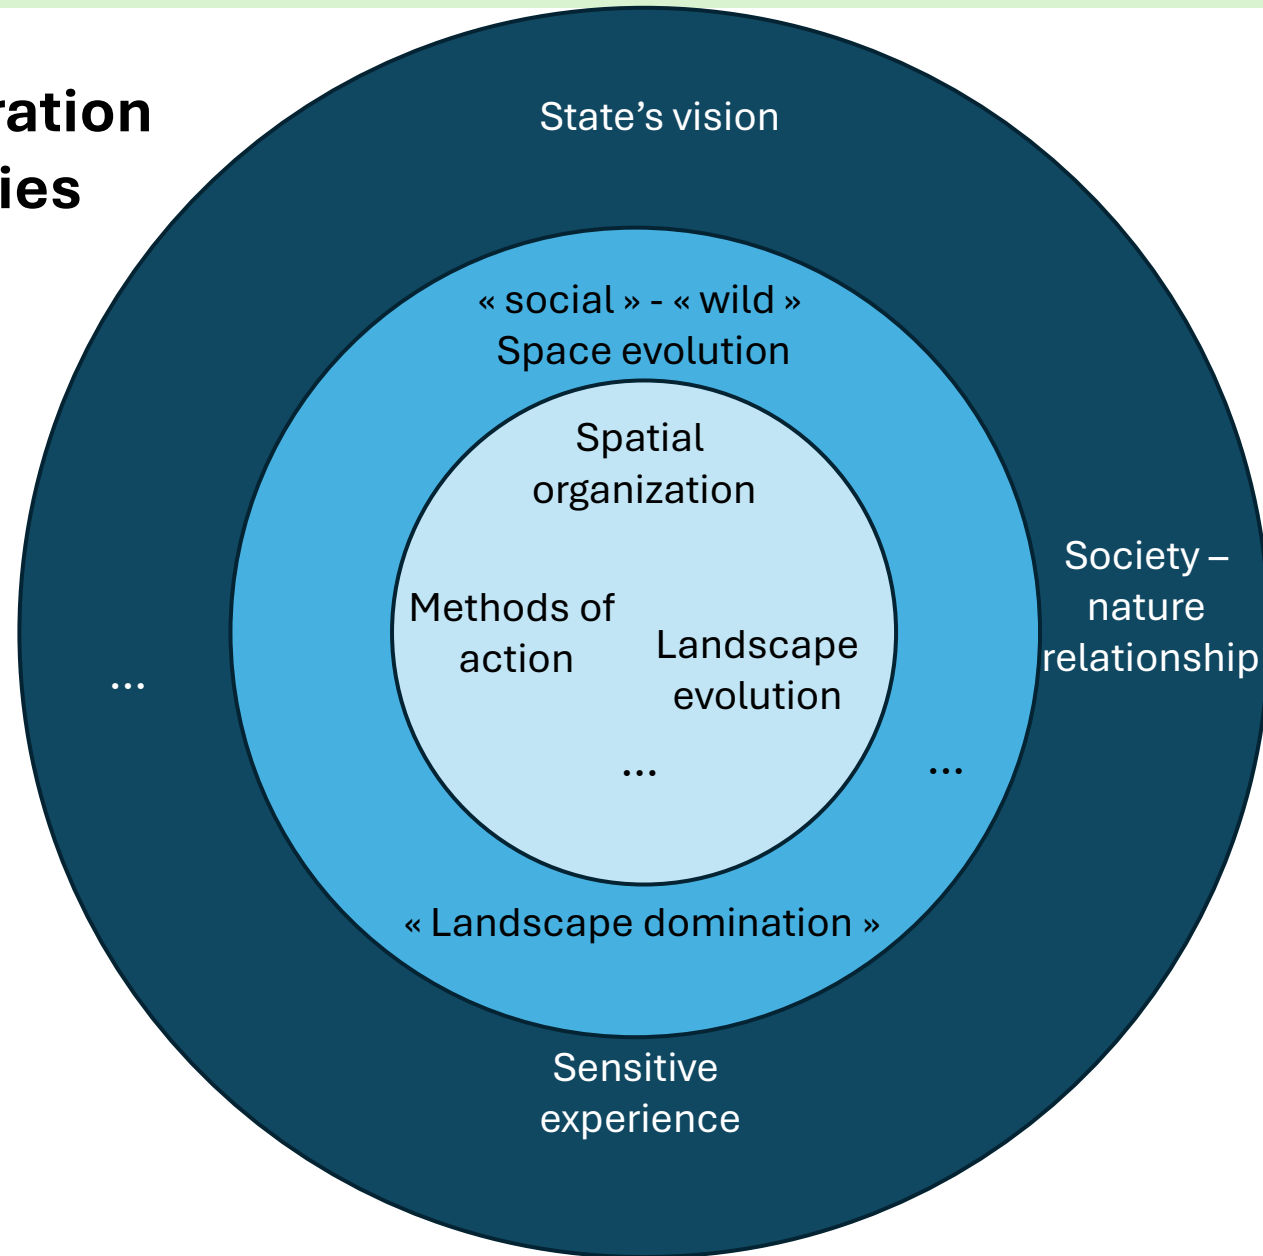 ration
ies
State’s vision
« social » - « wild »
Space evolution
Spatial
organization
Methods of
action
Landscape
evolution
...
...
« Landscape domination »
Society –
nature
relationship
...
Sensitive
experience